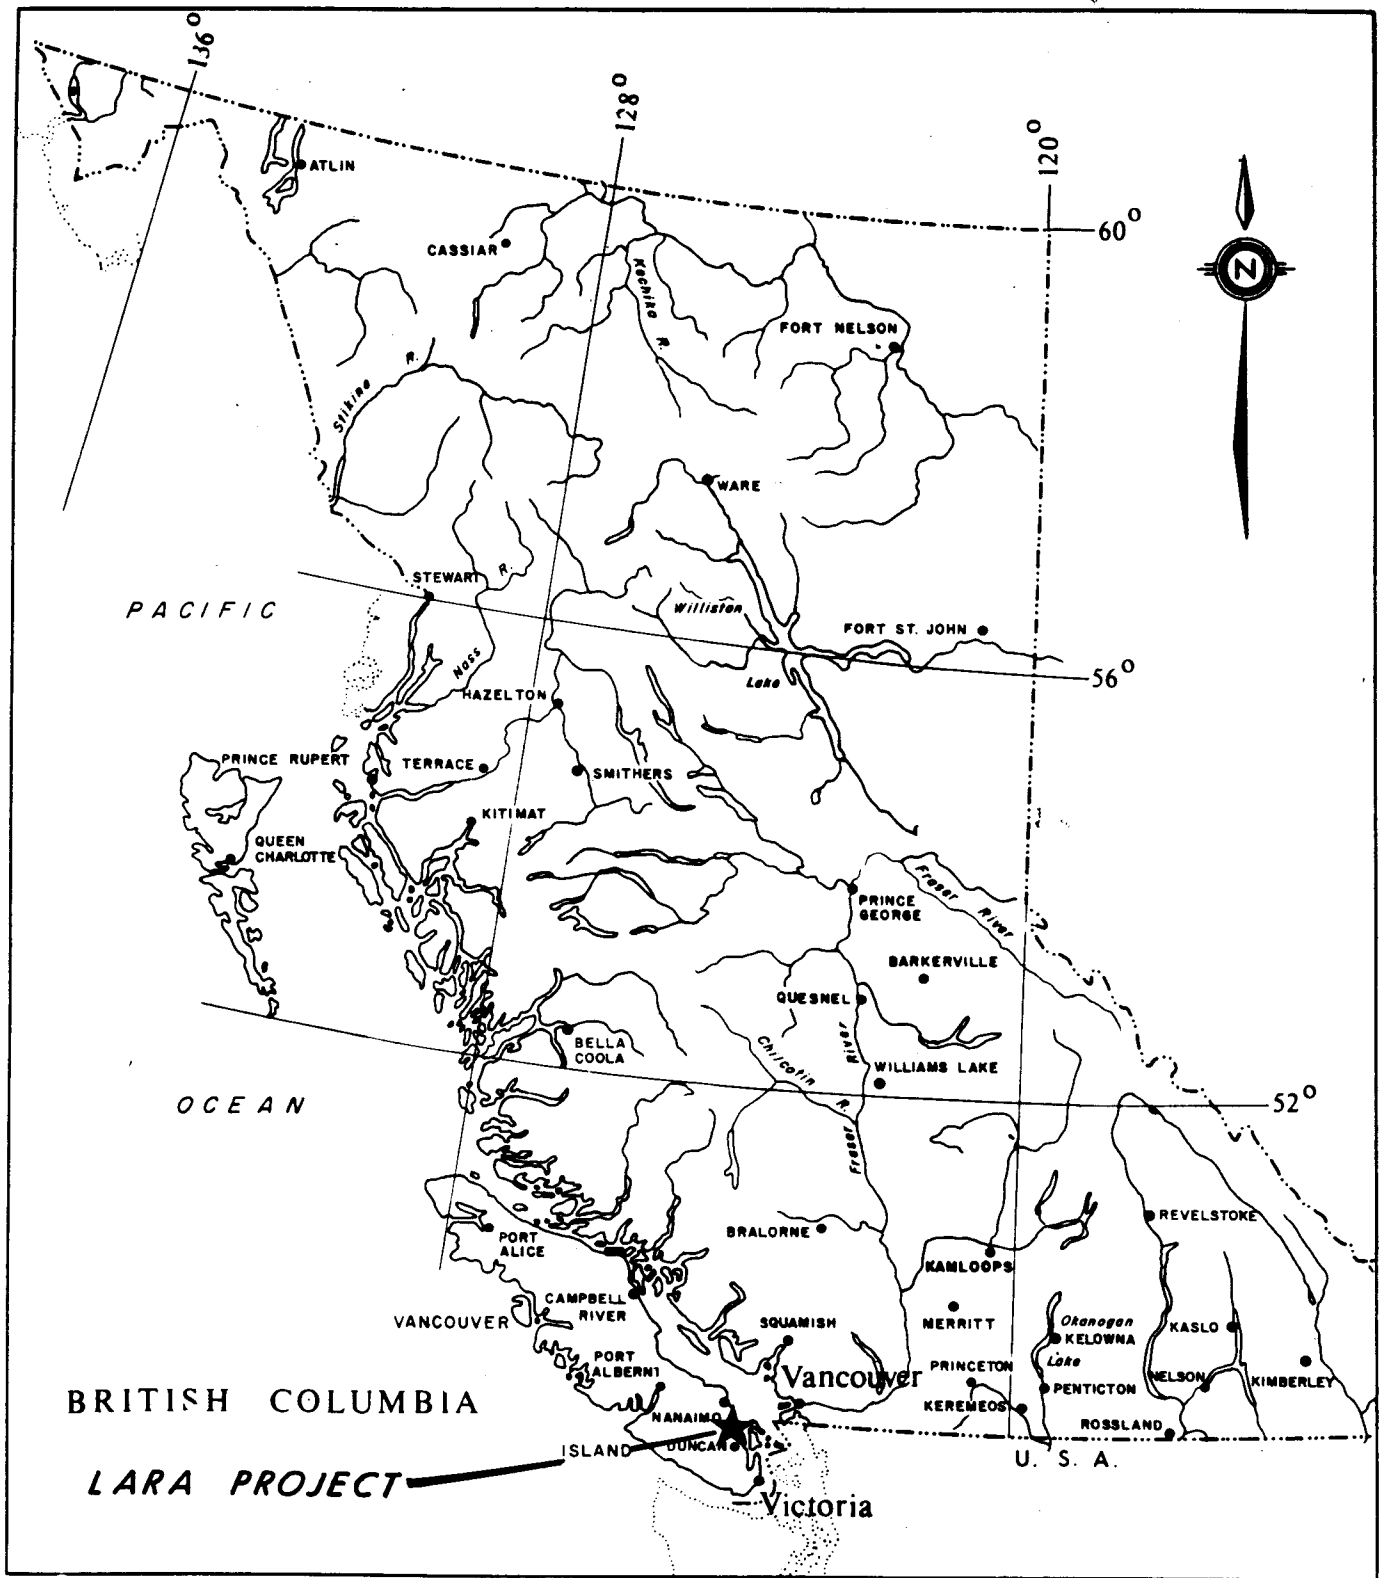 136°
128°
120°
ATLIN
60°
CASSIAR
N
Kechika
R.
FORT NELSON
Stikine
R.
WARE
STEWART
R.
PACIFIC
Williston
FORT ST. JOHN
Nass
56°
Lake
HAZELTON
PRINCE RUPERT
TERRACE
SMITHERS
KITIMAT
QUEEN
CHARLOTTE
Fraser River
PRINCE
GEORGE
BARKERVILLE
QUESNEL
BELLA
COOLA
Chilcotin
R.
River
Fraser
WILLIAMS LAKE
OCEAN
52°
REVELSTOKE
PORT
ALICE
BRALORNE
KAMLOOPS
CAMPBELL
RIVER
VANCOUVER
SQUAMISH
MERRITT
Okanogan
KELOWNA
Lake
KASLO
PORT
ALBERNI
Vancouver
PRINCETON
PENTICTON
NELSON
KIMBERLEY
BRITISH COLUMBIA
NANAIMO
KEREMEOS
ROSSLAND
ISLAND
DUNCAN
U. S. A.
LARA PROJECT
Victoria